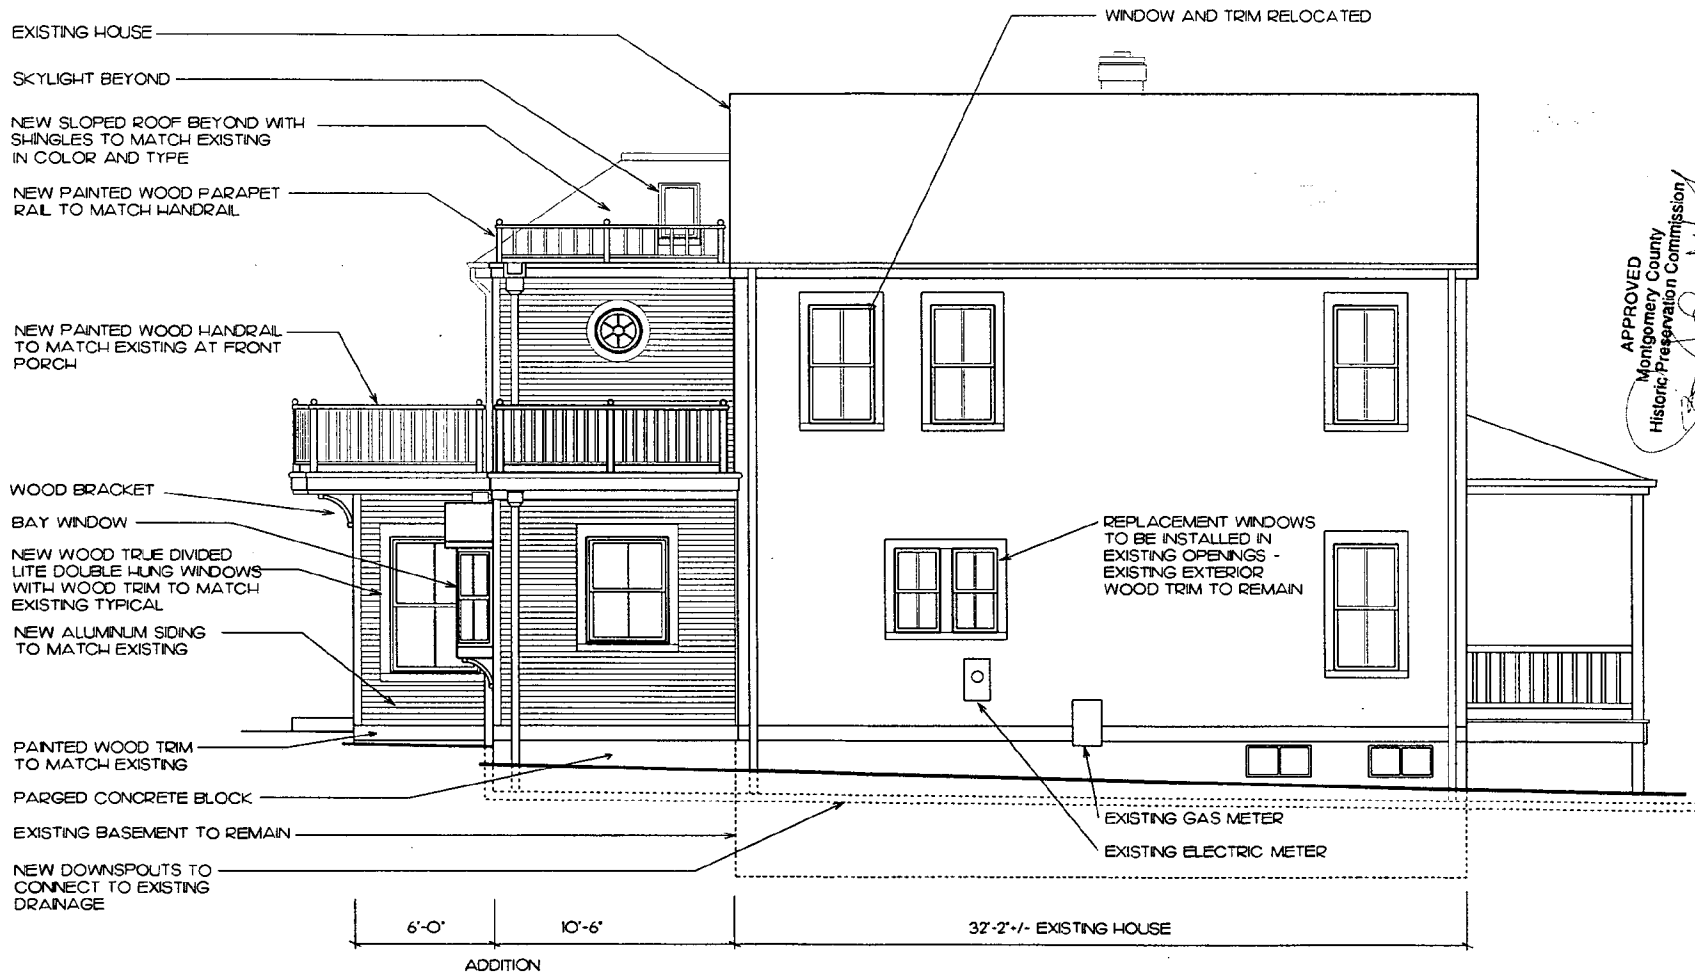 EXISTING HOUSE
SKYLIGHT BEYOND
NEW SLOPED ROOF BEYOND WITH
SHINGLES TO MATCH EXISTING
IN COLOR AND TYPE
NEW PAINTED WOOD PARAPET
RAIL TO MATCH HANDRAIL
NEW PAINTED WOOD HANDRAIL
TO MATCH EXISTING AT FRONT
PORCH
WOOD BRACKET
BAY WINDOW
NEW WOOD TRUE DIVIDED
LITE DOUBLE HUNG WINDOWS
WITH WOOD TRIM TO MATCH
EXISTING TYPICAL
NEW ALUMINUM SIDING
TO MATCH EXISTING
PAINTED WOOD TRIM
TO MATCH EXISTING
PARGED CONCRETE BLOCK
EXISTING BASEMENT TO REMAIN
NEW DOWNSPOUTS TO
CONNECT TO EXISTING
DRAINAGE
WINDOW AND TRIM RELOCATED
REPLACEMENT WINDOWS
TO BE INSTALLED IN
EXISTING OPENINGS -
EXISTING EXTERIOR
WOOD TRIM TO REMAIN
EXISTING GAS METER
EXISTING ELECTRIC METER
6'-0"
10'-6"
32'-2"+/- EXISTING HOUSE
ADDITION
APPROVED
Montgomery County
Historic Preservation Commission